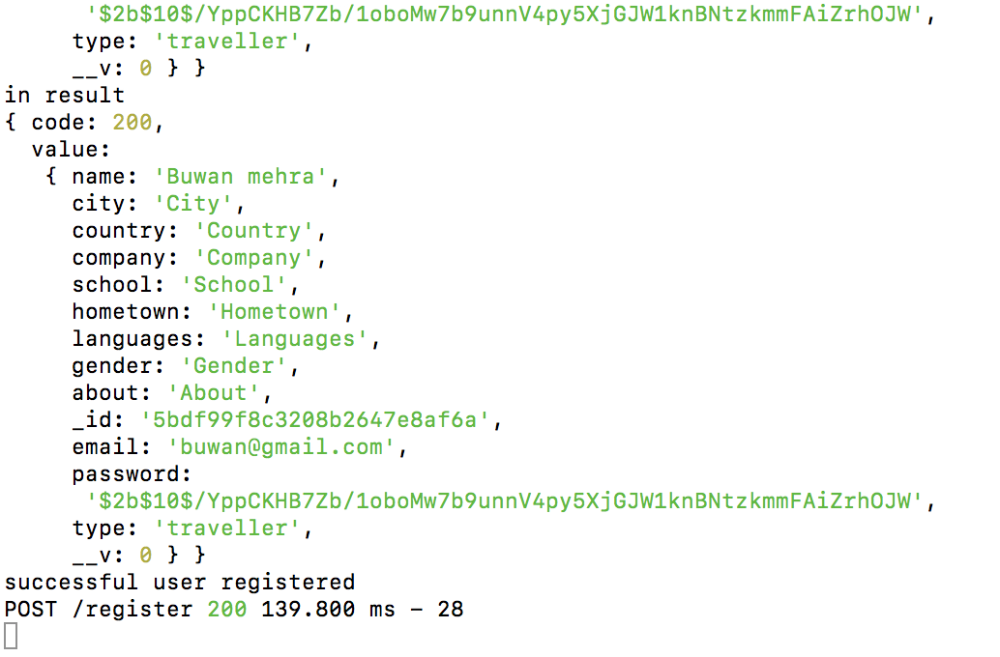 '$2b$10$/YppCKHB7Zb/1oboMw7b9unnV4py5XjGJW1knBNtzkmmFAiZrhOJW',
type: 'traveller',
__v: 0 } }
in result
{ code: 200,
value:
{ name: 'Buwan mehra',
city: 'City',
country: 'Country',
company: 'Company',
school: 'School',
hometown: 'Hometown',
languages: 'Languages',
gender: 'Gender',
about: 'About',
_id: '5bdf99f8c3208b2647e8af6a',
email: 'buwan@gmail.com',
password:
'$2b$10$/YppCKHB7Zb/1oboMw7b9unnV4py5XjGJW1knBNtzkmmFAiZrhOJW',
type: 'traveller',
__v: 0 } }
successful user registered
POST /register 200 139.800 ms - 28